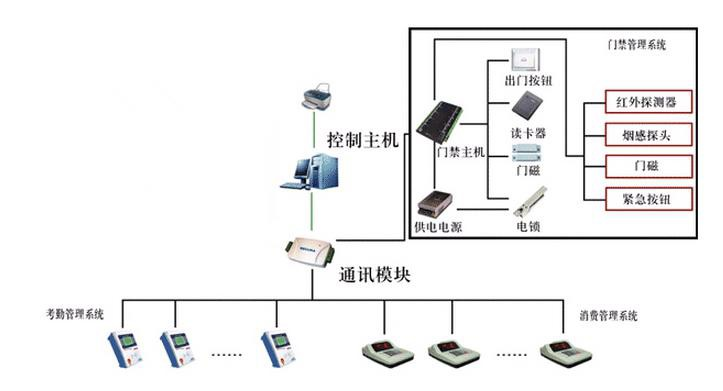 门禁管理系统
出门按钮
红外探测器
控制主机
读卡器
烟感探头
门禁主机
门磁
门磁
紧急按钮
供电电源
电锁
通讯模块
考勤管理系统
消费管理系统
......
......